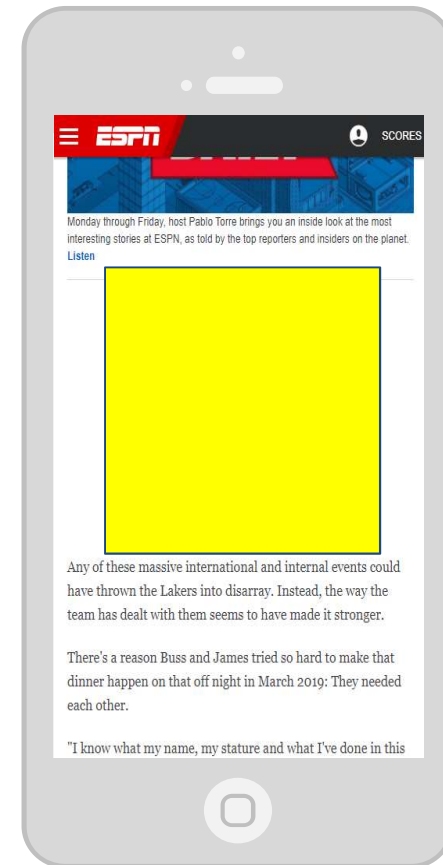 ESPN
SCORES
Monday through Friday, host Pablo Torre brings you an inside look at the most
interesting stories at ESPN, as told by the top reporters and insiders on the planet.
Listen
Any of these massive international and internal events could
have thrown the Lakers into disarray. Instead, the way the
team has dealt with them seems to have made it stronger.
There's a reason Buss and James tried so hard to make that
dinner happen on that off night in March 2019: They needed
each other.
"I know what my name, my stature and what I've done in this